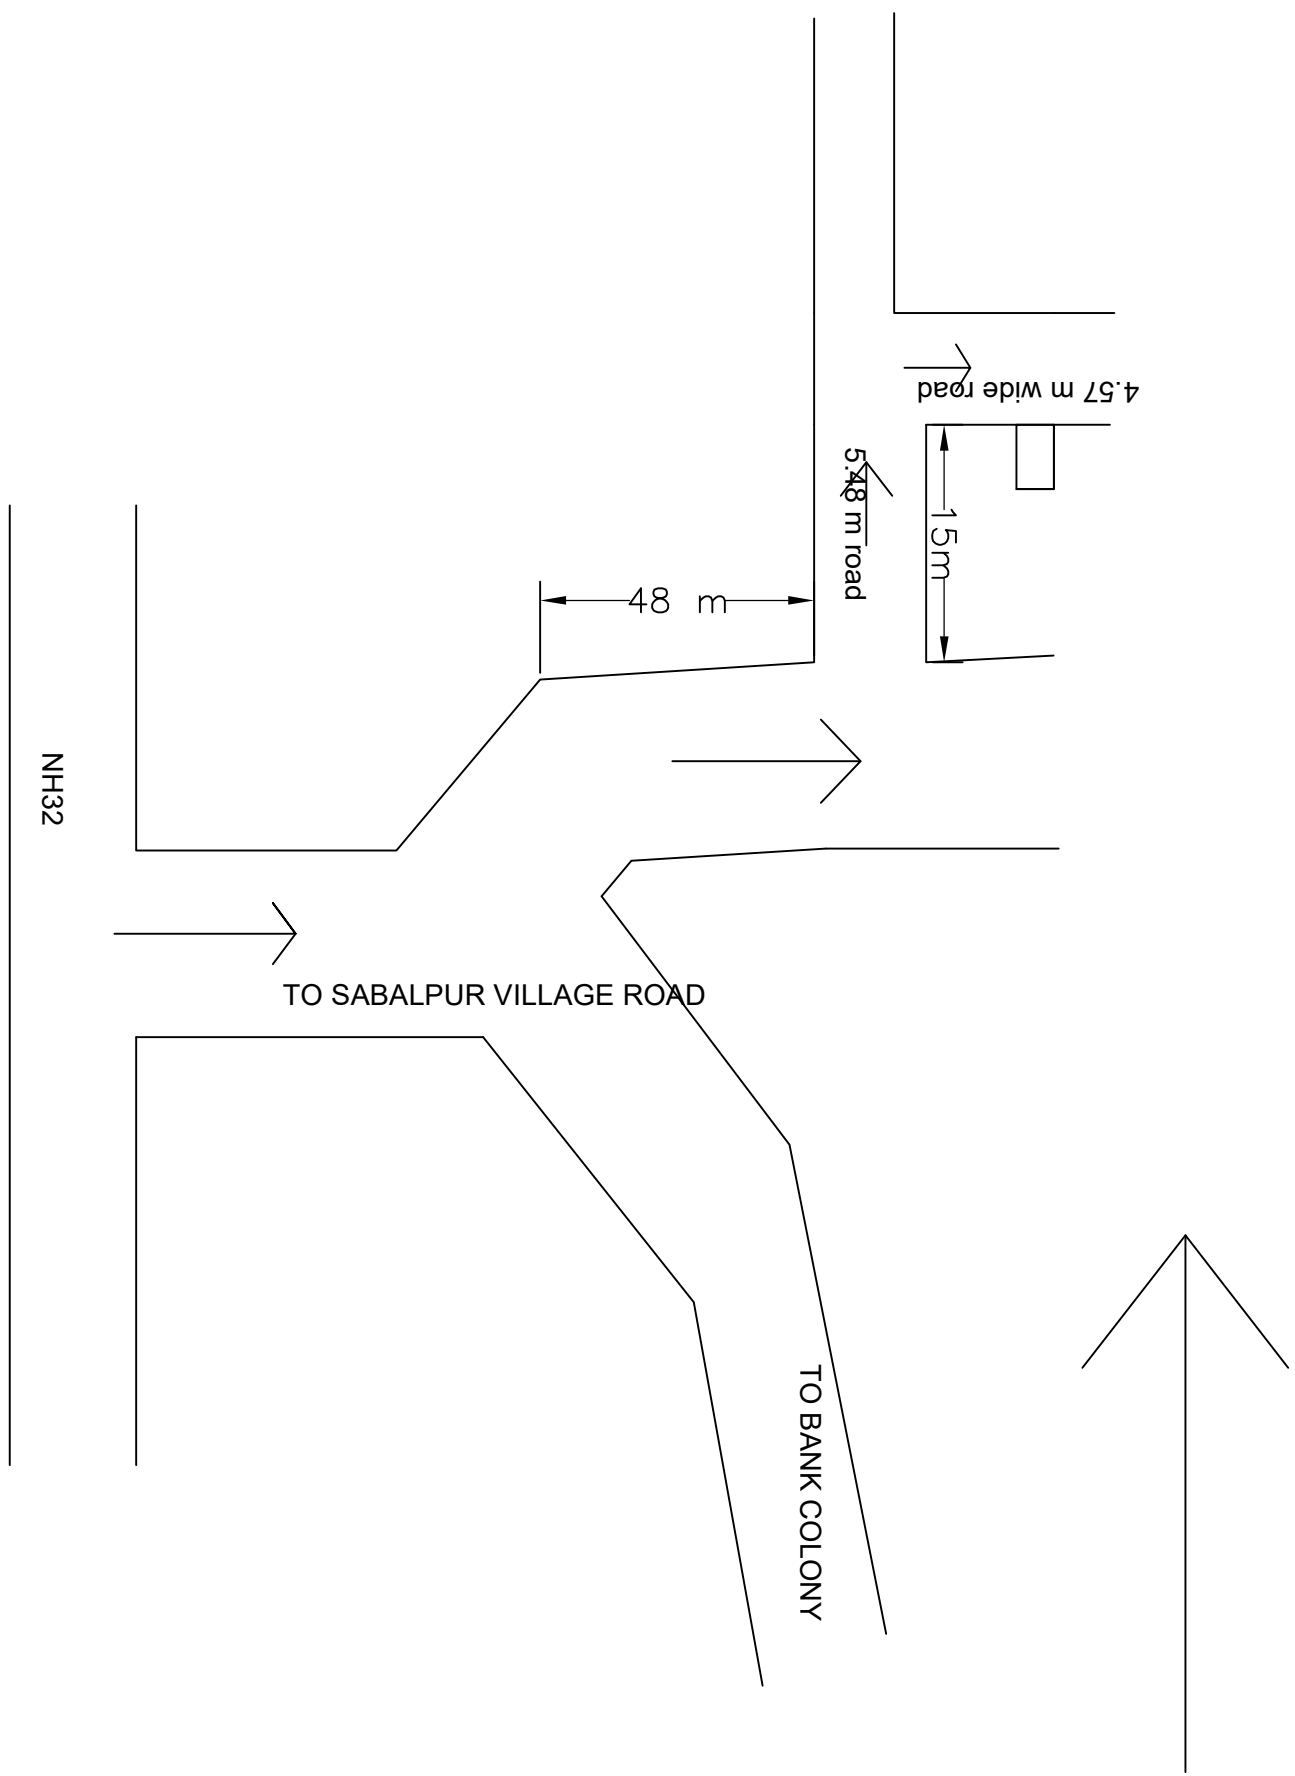 4.57 m wide road
5.48 m road
15m
48 m
NH32
TO SABALPUR VILLAGE ROAD
TO BANK COLONY